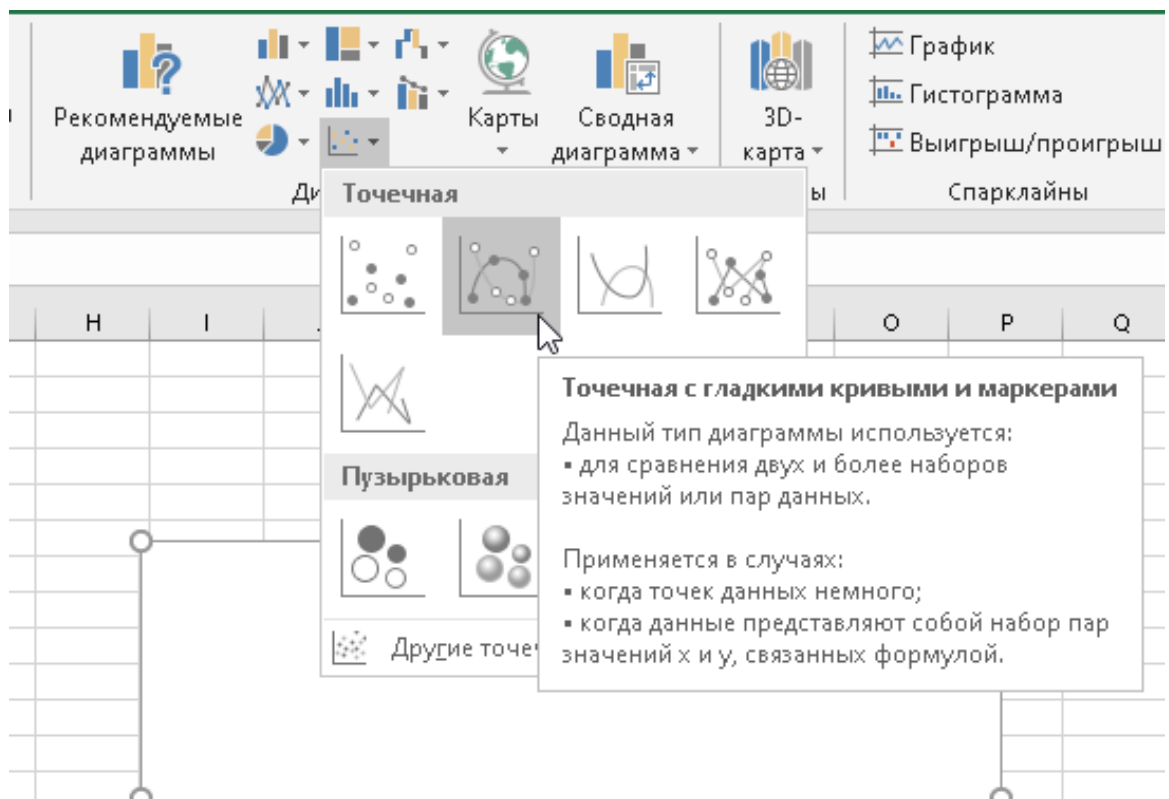 Рекомендуемые
диаграммы
Карты
Сводная
диаграмма
3D-
карта
График
Гистограмма
Выигрыш/проигрыш
Спарклайны
Точечная
H I O P Q
Точечная с гладкими кривыми и маркерами
Данный тип диаграммы используется:
▪ для сравнения двух и более наборов
значений или пар данных.
Применяется в случаях:
▪ когда точек данных немного;
▪ когда данные представляют собой набор пар
значений x и y, связанных формулой.
Пузырьковая
Другие